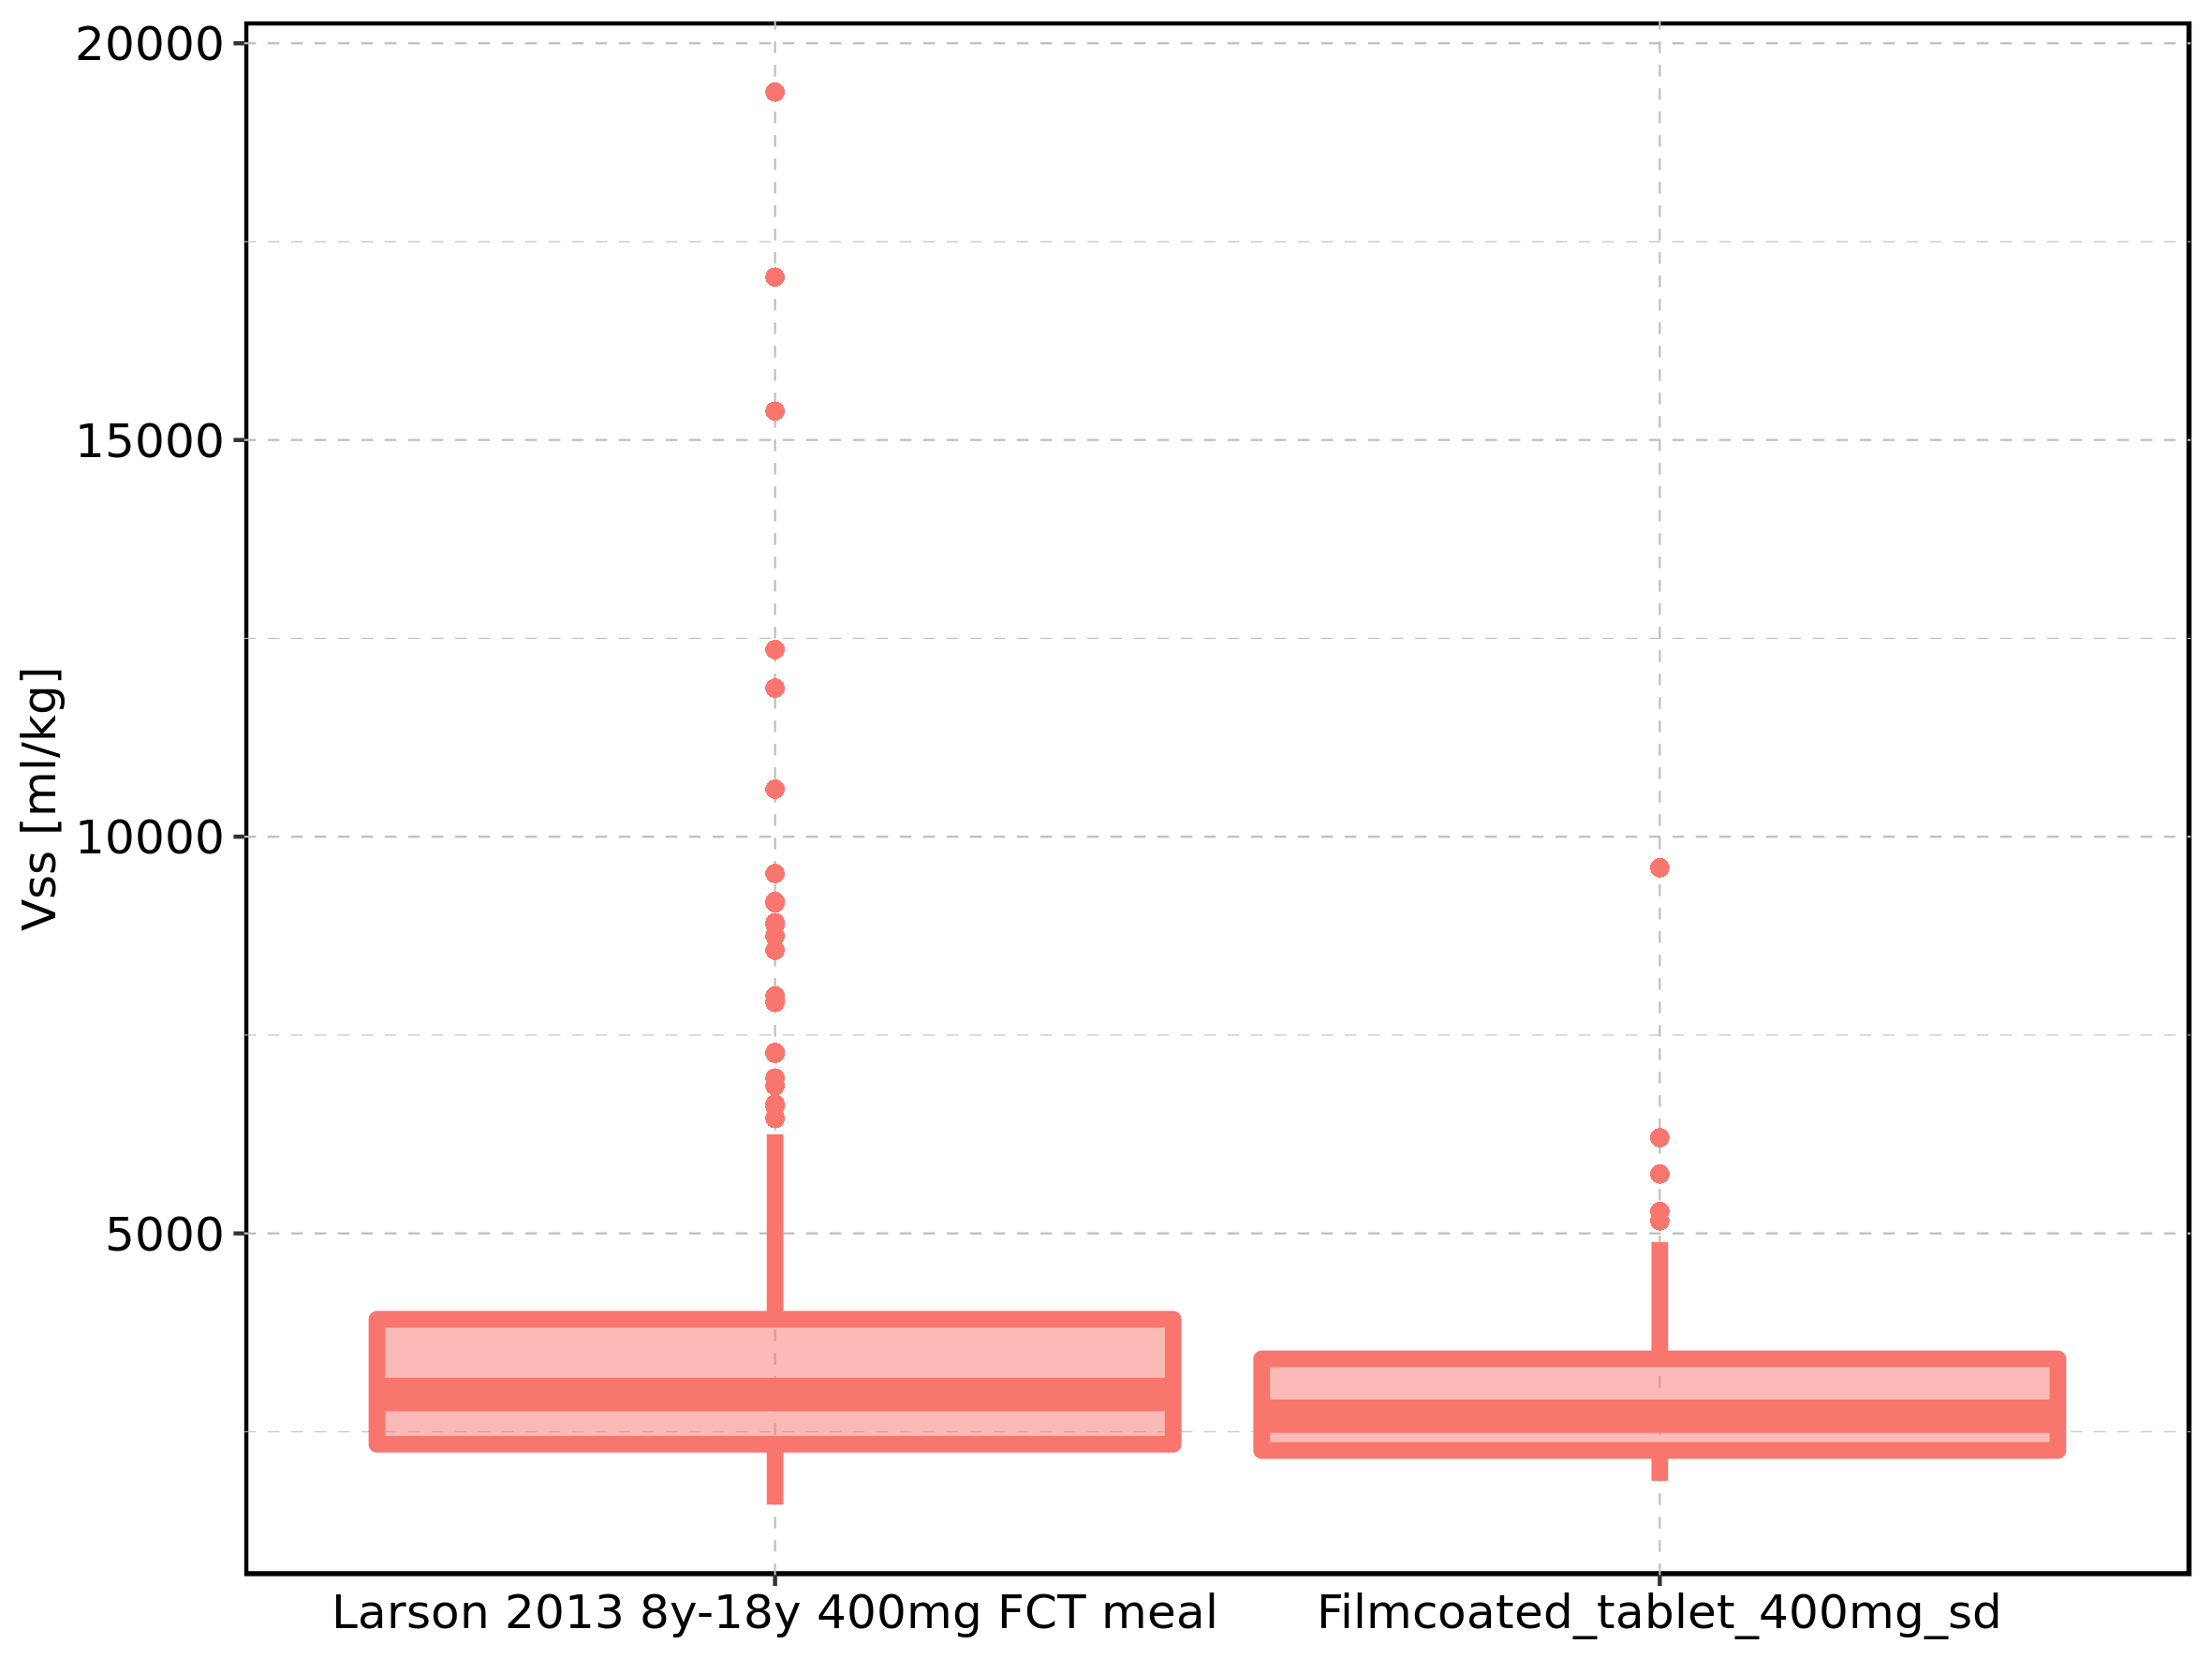 20000
15000
10000
5000
Vss [ml/kg]
Larson 2013 8y-18y 400mg FCT meal
Filmcoated_tablet_400mg_sd